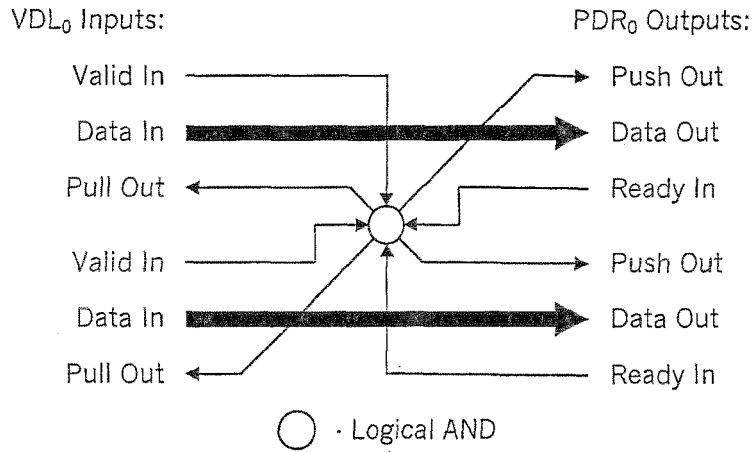 VDL₀ Inputs: PDR₀ Outputs:
Valid In Push Out
Data In Data Out
Pull Out Ready In
Valid In Push Out
Data In Data Out
Pull Out Ready In
· Logical AND